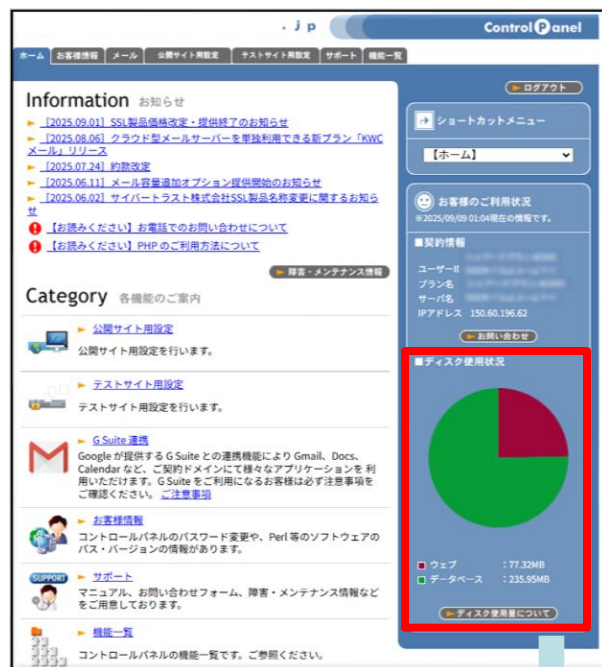 .jp
Control Panel
ホーム
お客様情報
メール
公開サイト用設定
テストサイト用設定
サポート
機能一覧
Information お知らせ
[2025.09.01] SSL製品価格改定・提供終了のお知らせ
[2025.08.06] クラウド型メールサーバーを単独利用できる新プラン「KWC
メール」リリース
[2025.07.24] 約款改定
[2025.06.11] メール容量追加オプション提供開始のお知らせ
[2025.06.02] サイバートラスト株式会社SSL製品名称変更に関するお知ら
せ
【お読みください】お電話でのお問い合わせについて
【お読みください】PHP のご利用方法について
障害・メンテナンス情報
Category 各機能のご案内
公開サイト用設定
公開サイト用設定を行います。
テストサイト用設定
テストサイト用設定を行います。
G Suite 連携
Google が提供する G Suite との連携機能により Gmail、Docs、
Calendar など、ご契約ドメインにて様々なアプリケーションを 利
用いただけます。G Suite をご利用になるお客様は必ず注意事項を
ご確認ください。 ご注意事項
お客様情報
コントロールパネルのパスワード変更や、Perl 等のソフトウェアの
パス・バージョンの情報があります。
SUPPORT
サポート
マニュアル、お問い合わせフォーム、障害・メンテナンス情報など
をご用意しております。
機能一覧
コントロールパネルの機能一覧です。ご参照ください。
ログアウト
ショートカットメニュー
【ホーム】
お客様のご利用状況
※2025/09/09 01:04現在の情報です。
■契約情報
ユーザーI
プラン名
サーバ名
IPアドレス 150.60.196.62
お問い合わせ
■ディスク使用状況
ウェブ :77.32MB
データベース :235.95MB
ディスク使用量について